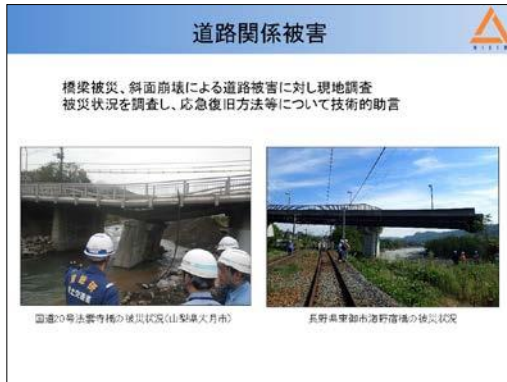 道路関係被害
橋梁被災、斜面崩壊による道路被害に対し現地調査
被災状況を調査し、応急復旧方法等について技術的助言
国道20号法雲寺橋の被災状況(山梨県大月市)
長野県東御市海野宿橋の被災状況